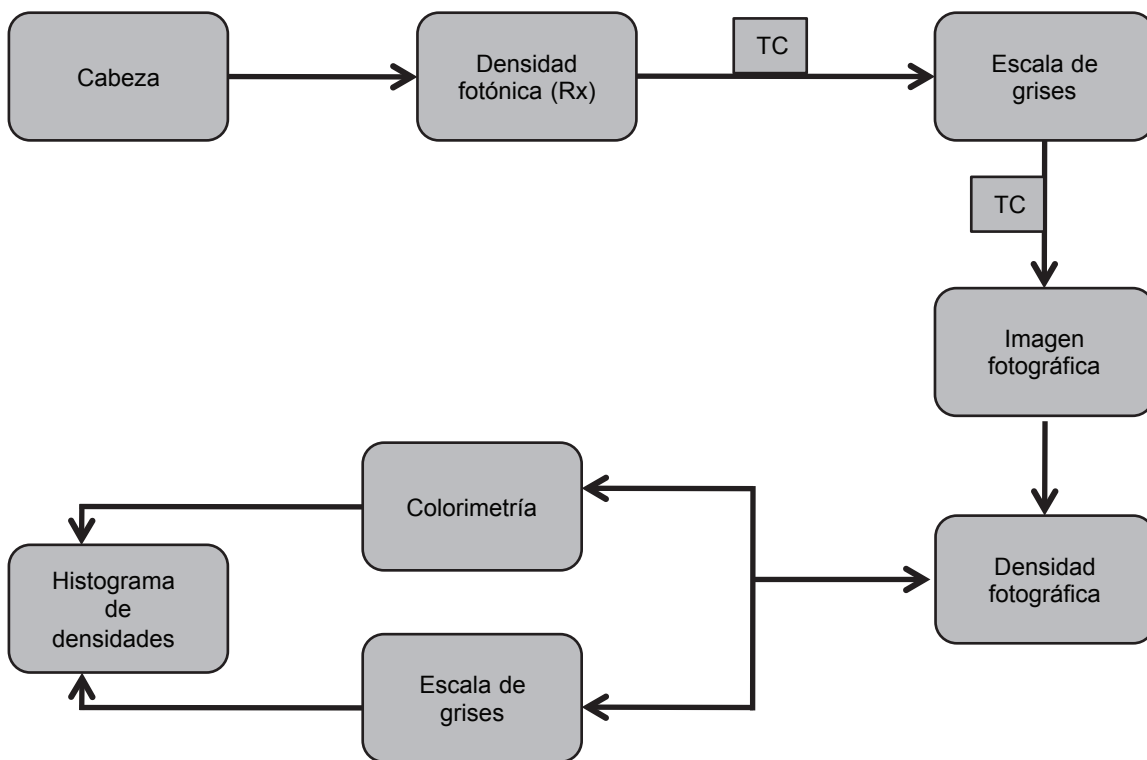 Cabeza
Densidad
fotónica (Rx)
TC
Escala de
grises
TC
Imagen
fotográfica
Densidad
fotográfica
Colorimetría
Escala de
grises
Histograma
de
densidades